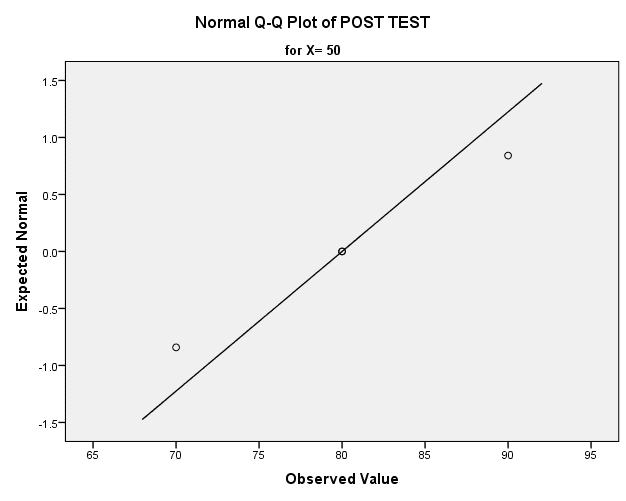 Normal Q-Q Plot of POST TEST
for X= 50
Expected Normal
1.5
1.0
0.5
0.0
-0.5
-1.0
-1.5
65 70 75 80 85 90 95
Observed Value